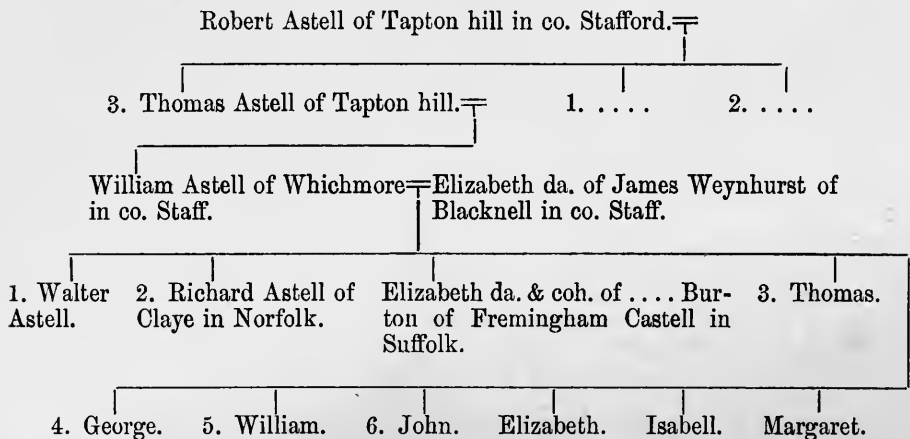 Robert Astell of Tapton hill in co. Stafford.
3. Thomas Astell of Tapton hill. 1. . . . . . 2. . . . . .
William Astell of Whichmore Elizabeth da. of James Weynhurst of
in co. Staff. Blacknell in co. Staff.
1. Walter 2. Richard Astell of Elizabeth da. & coh. of . . . . Bur- 3. Thomas.
Astell. Claye in Norfolk. ton of Fremingham Castell in
Suffolk.
4. George. 5. William. 6. John. Elizabeth. Isabell. Margaret.